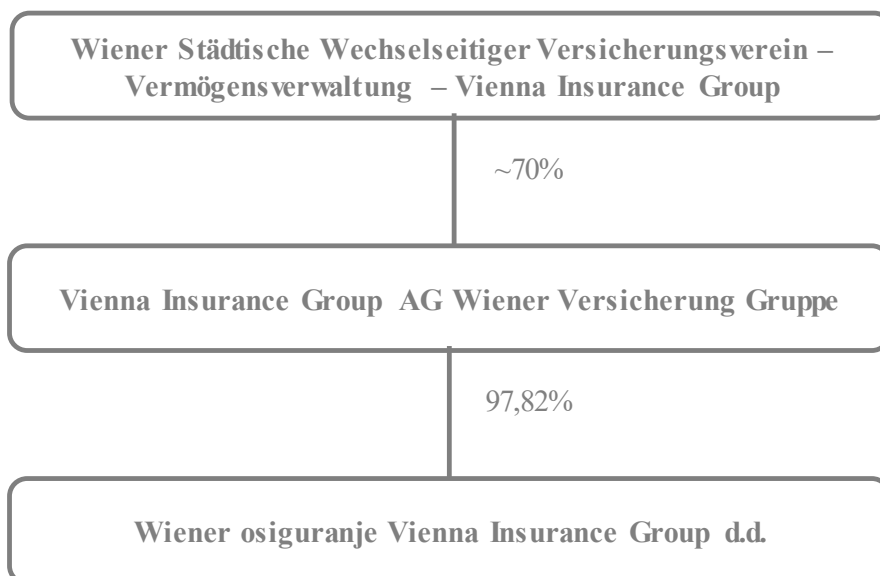 Wiener Städtische Wechselseitiger Versicherungsverein –
Vermögensverwaltung – Vienna Insurance Group
~70%
Vienna Insurance Group AG Wiener Versicherung Gruppe
97,82%
Wiener osiguranje Vienna Insurance Group d.d.